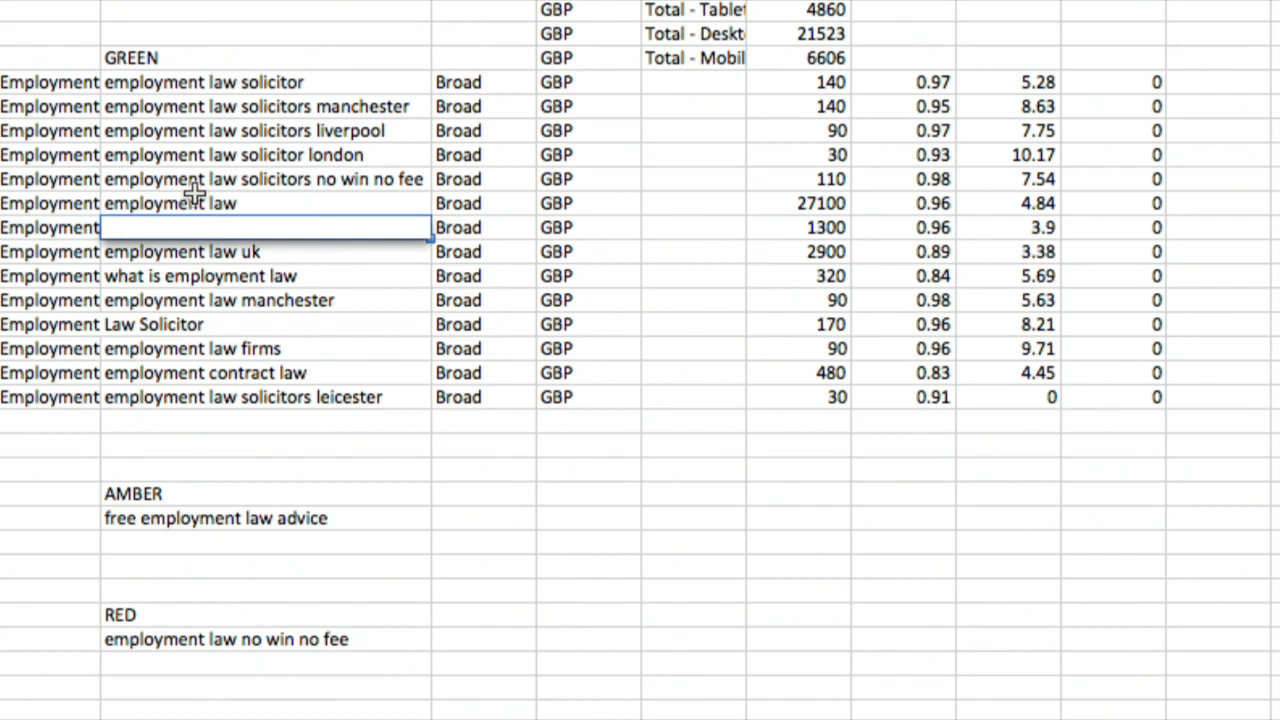 GBP Total - Tablet 4860
GBP Total - Deskt 21523
GREEN GBP Total - Mobil 6606
Employment employment law solicitor Broad GBP 140 0.97 5.28 0
Employment employment law solicitors manchester Broad GBP 140 0.95 8.63 0
Employment employment law solicitors liverpool Broad GBP 90 0.97 7.75 0
Employment employment law solicitor london Broad GBP 30 0.93 10.17 0
Employment employment law solicitors no win no fee Broad GBP 110 0.98 7.54 0
Employment employment law Broad GBP 27100 0.96 4.84 0
Employment Broad GBP 1300 0.96 3.9 0
Employment employment law uk Broad GBP 2900 0.89 3.38 0
Employment what is employment law Broad GBP 320 0.84 5.69 0
Employment employment law manchester Broad GBP 90 0.98 5.63 0
Employment Law Solicitor Broad GBP 170 0.96 8.21 0
Employment employment law firms Broad GBP 90 0.96 9.71 0
Employment employment contract law Broad GBP 480 0.83 4.45 0
Employment employment law solicitors leicester Broad GBP 30 0.91 0 0
AMBER
free employment law advice
RED
employment law no win no fee